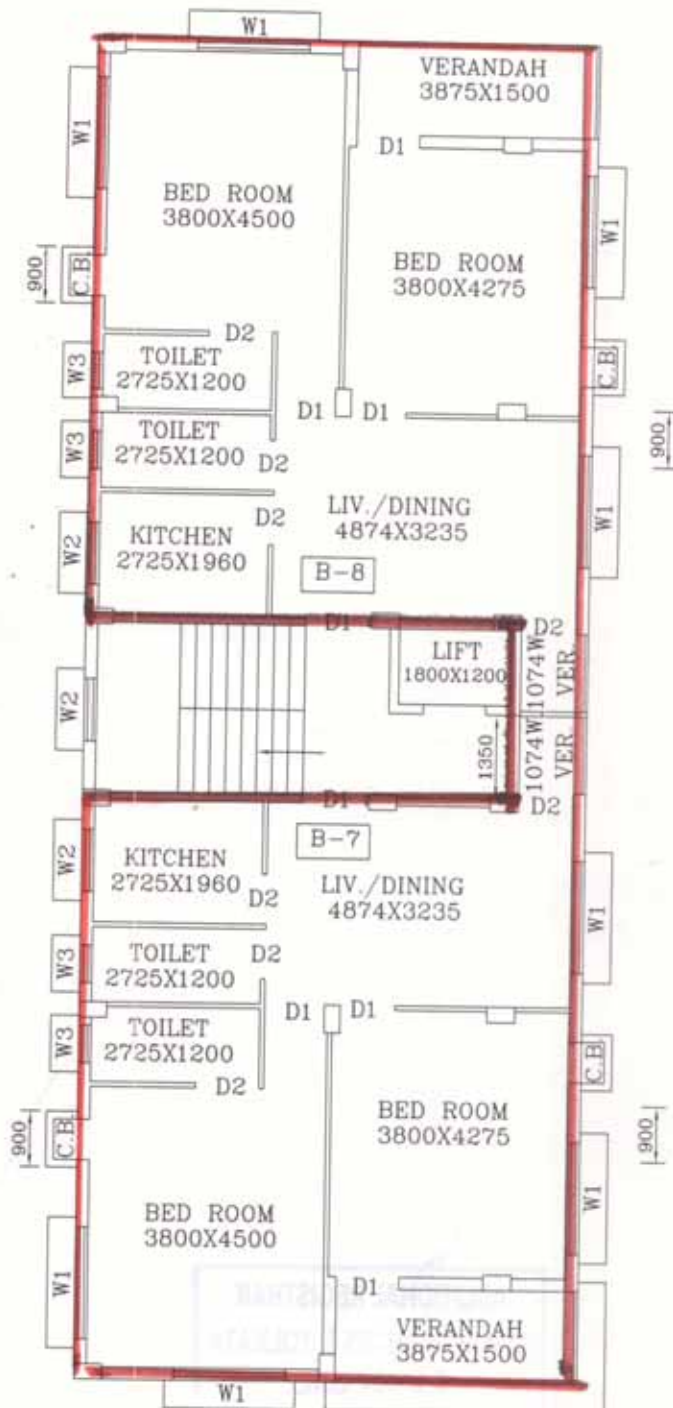 W1
VERANDAH
3875X1500
W1
D1
BED ROOM
3800X4500
W1
BED ROOM
3800X4275
900
C.B.
D2
TOILET
2725X1200
W3
C.B.
D1
D1
900
TOILET
2725X1200
W3
D2
W1
D2
LIV./DINING
4874X3235
KITCHEN
2725X1960
W2
B-8
D1
D2
LIFT
1800X1200
1074W.
VER
W2
1350
1074W.
VER
D1
D2
B-7
KITCHEN
2725X1960
W2
LIV./DINING
4874X3235
W1
D2
TOILET
2725X1200
W3
D2
D1
D1
TOILET
2725X1200
W3
C.B.
D2
BED ROOM
3800X4275
900
C.B.
900
W1
BED ROOM
3800X4500
W1
D1
VERANDAH
3875X1500
W1